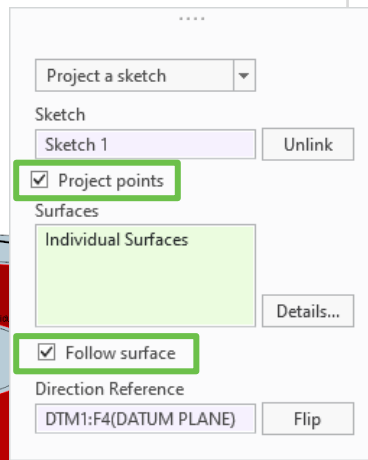 Project a sketch
Sketch
Sketch 1 Unlink
Project points
Surfaces
Individual Surfaces
Details...
Follow surface
Direction Reference
DTM1:F4(DATUM PLANE) Flip